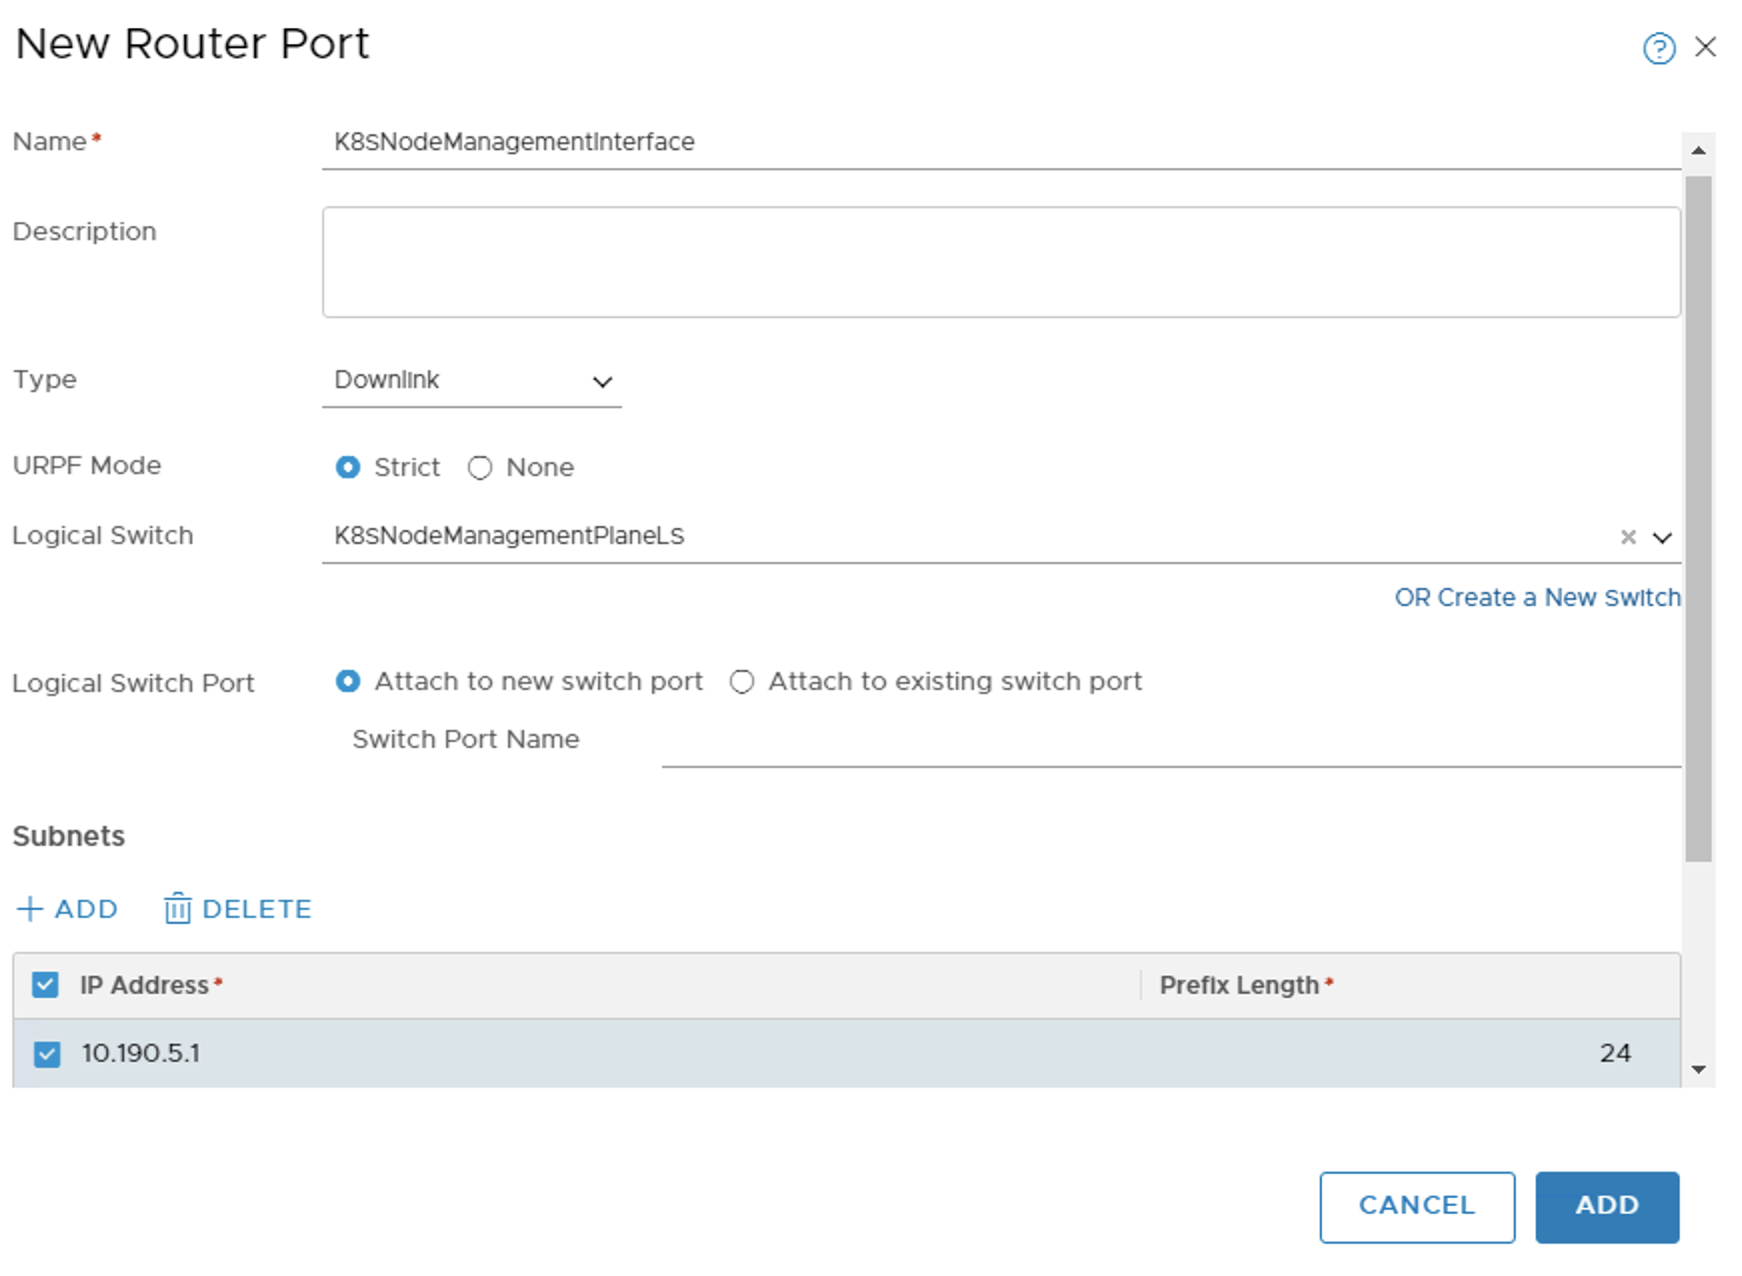 New Router Port
Name*
K8SNodeManagementInterface
Description
Type
Downlink
URPF Mode
Strict
None
Logical Switch
K8SNodeManagementPlaneLS
OR Create a New Switch
Logical Switch Port
Attach to new switch port
Attach to existing switch port
Switch Port Name
Subnets
+ ADD
DELETE
IP Address*
Prefix Length*
10.190.5.1
24
CANCEL
ADD